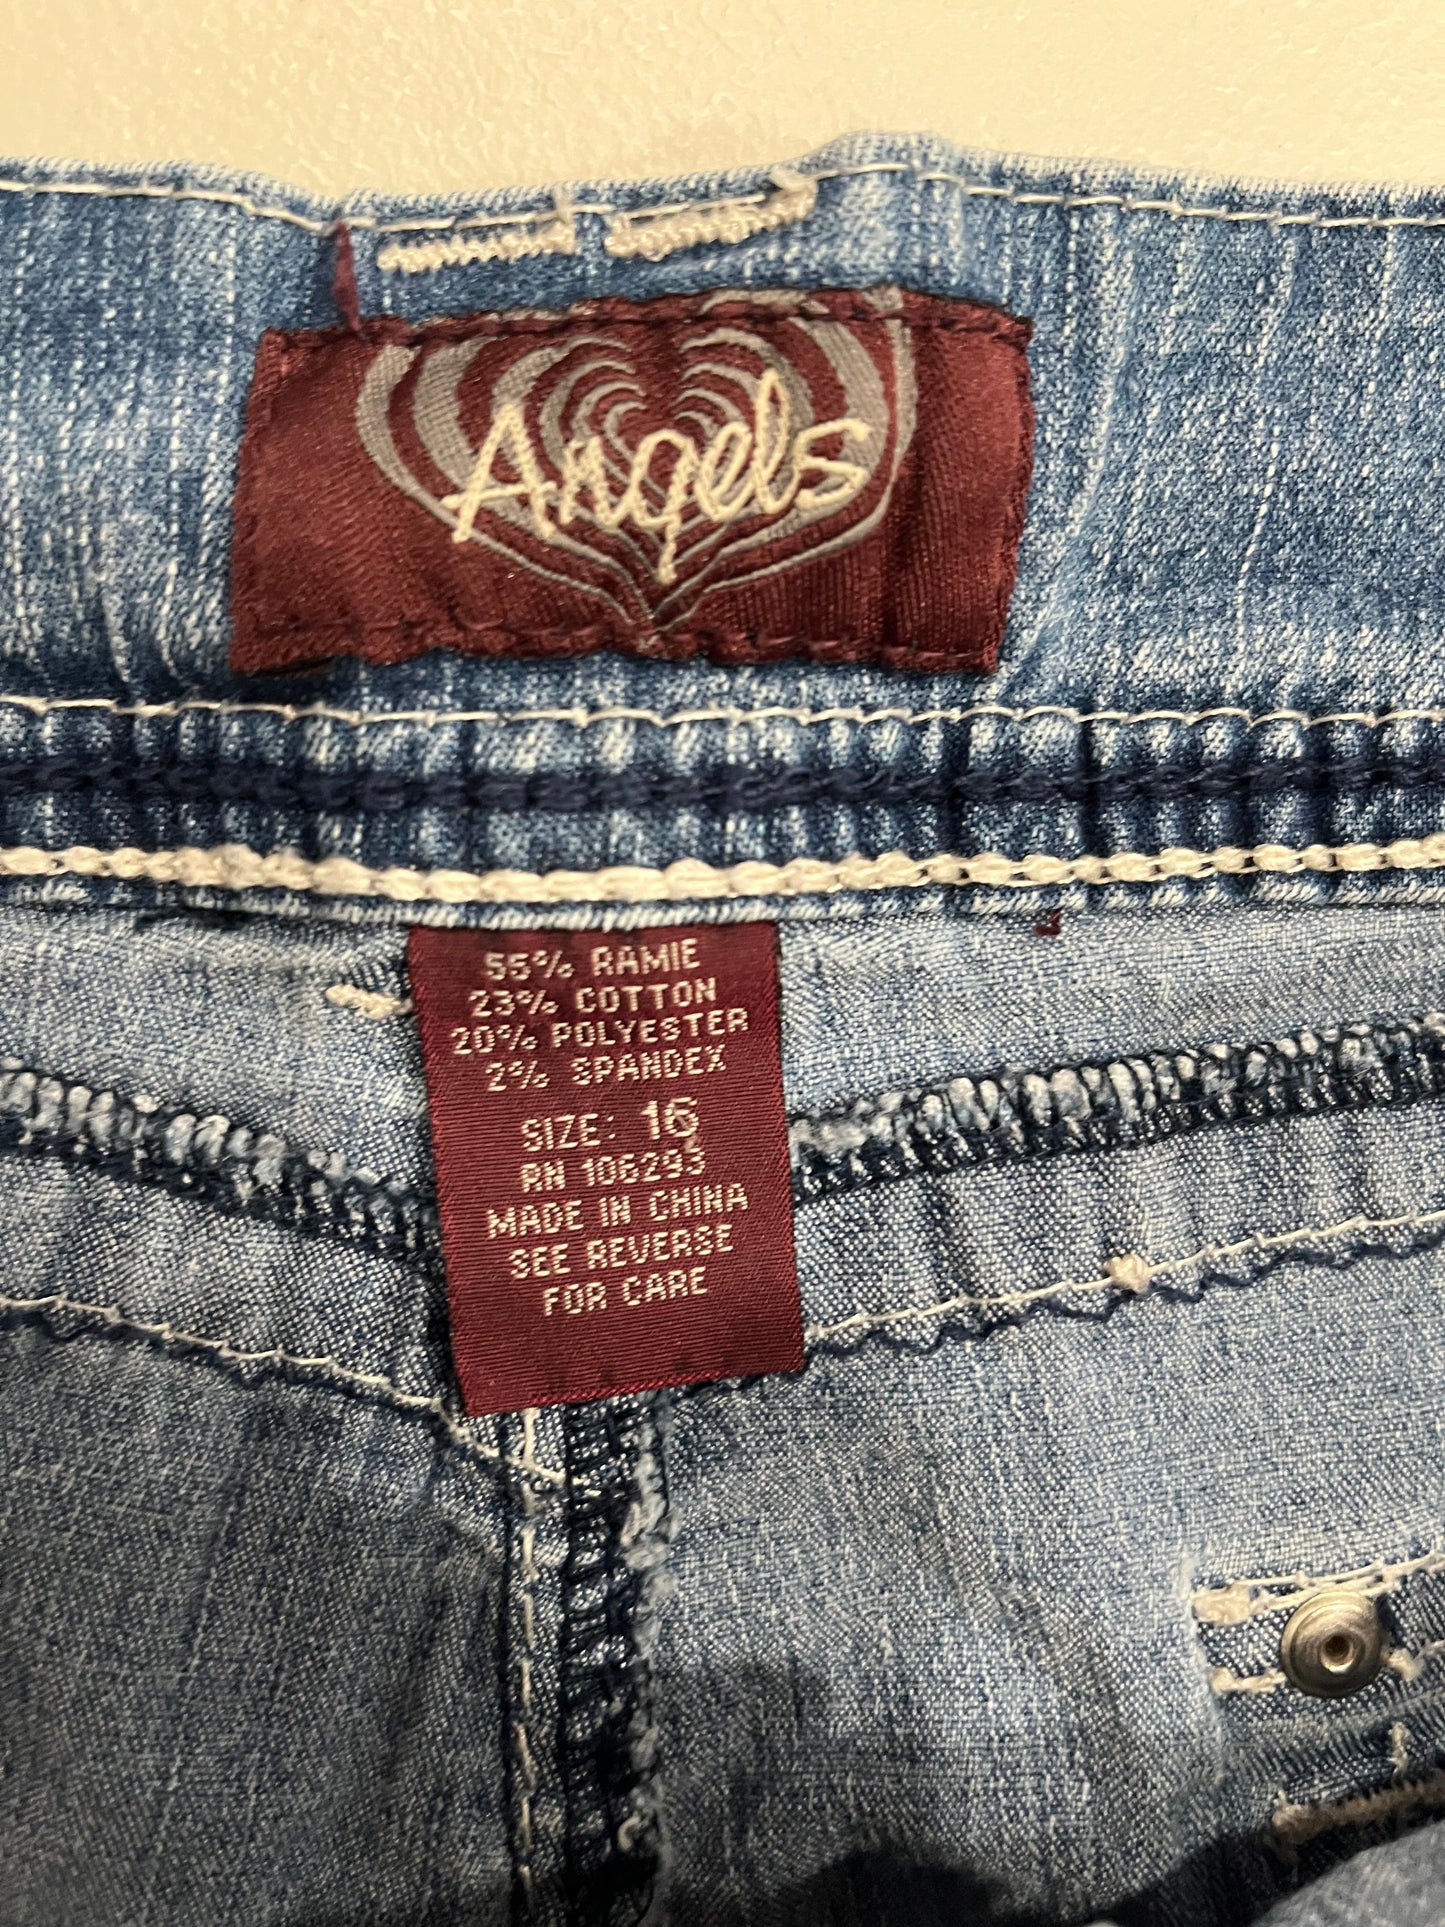 Angels
55% RAMIE
23% COTTON
20% POLYESTER
2% SPANDEX
SIZE: 16
RN 106293
MADE IN CHINA
SEE REVERSE
FOR CARE